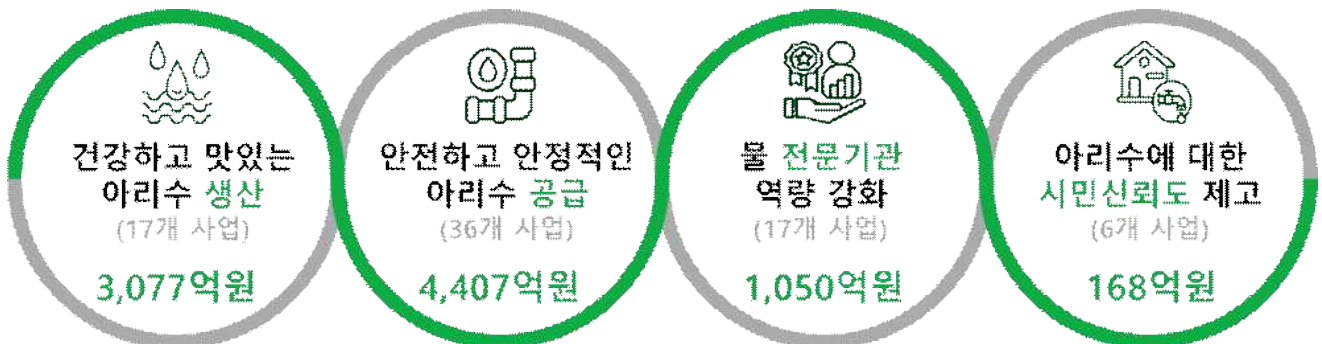 건강하고 맛있는
아리수 생산
(17개 사업)
3,077억원
안전하고 안정적인
아리수 공급
(36개 사업)
4,407억원
물 전문기관
역량 강화
(17개 사업)
1,050억원
아리수에 대한
시민신뢰도 제고
(6개 사업)
168억원